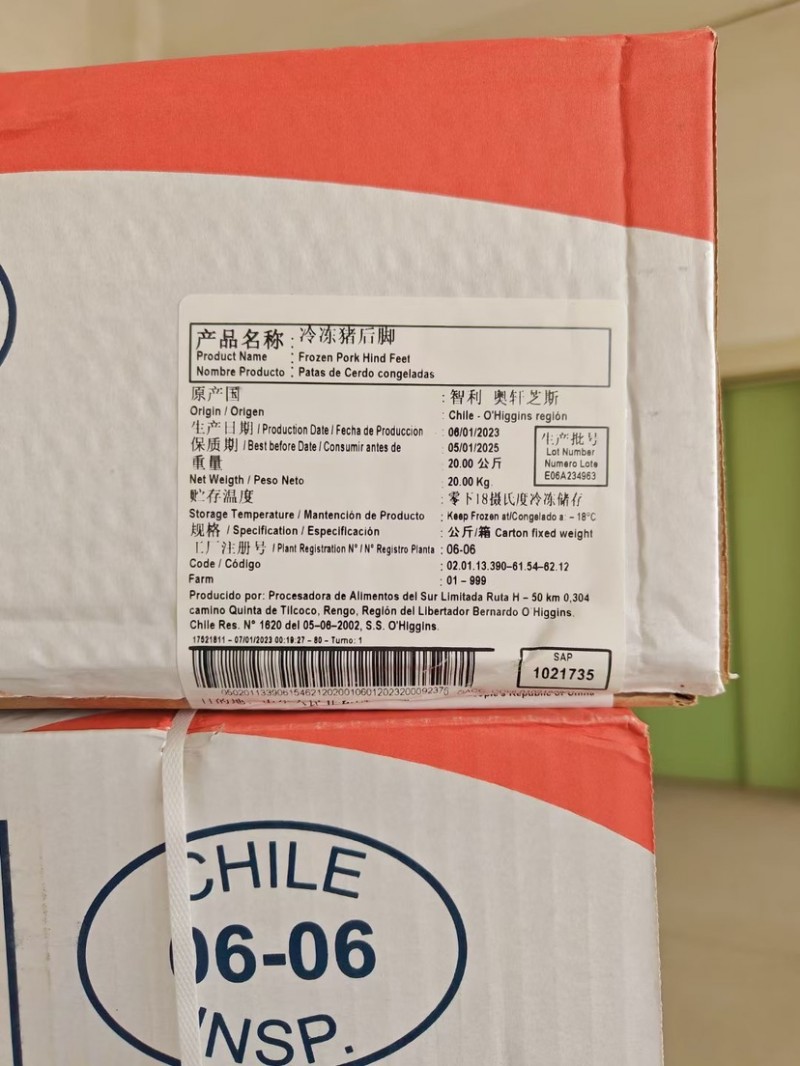 产品名称 : 冷冻猪后脚
Product Name : Frozen Pork Hind Feet
Nombre Producto : Patas de Cerdo congeladas
原产国 : 智利 奥轩芝斯
Origin / Origen Chile - O'Higgins región
生产日期 / Production Date / Fecha de Produccion : 06/01/2023
保质期 / Best before Date / Consumir antes de : 05/01/2025
重量 : 20.00 公斤
Net Weigth / Peso Neto : 20.00 Kg.
生产批号
Lot Number
Numero Lote
E06A234963
贮存温度 : 零下18摄氏度冷冻储存
Storage Temperature / Mantención de Producto : Keep Frozen at/Congelado a - 18°C
规格 / Specification / Especificación : 公斤/箱 Carton fixed weight
工厂注册号 / Plant Registration N° / N° Registro Planta : 06-06
Code / Código : 02.01.13.390-61.54-62.12
Farm : 01 - 999
Producido por: Procesadora de Alimentos del Sur Limitada Ruta H - 50 km 0,304
camino Quinta de Tilcoco, Rengo, Región del Libertador Bernardo O Higgins.
Chile Res. N° 1620 del 05-06-2002, S.S. O'Higgins.
17521811 - 07/01/2023 00:19:27 - 80 - Turno: 1
SAP
1021735
CHILE
06-06
INSP.